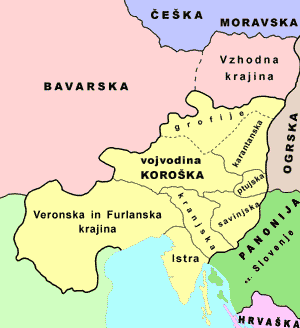 ČEŠKA
MORAVSKA
Vzhodna
krajina
BAVARSKA
OGRSKA
grofije
karantanska
vojvodina
KOROŠKA
ptujska
savinjska
kranjska
Veronska in Furlanska
krajina
Istra
PANONIJA
Slovenje
HRVAŠKA